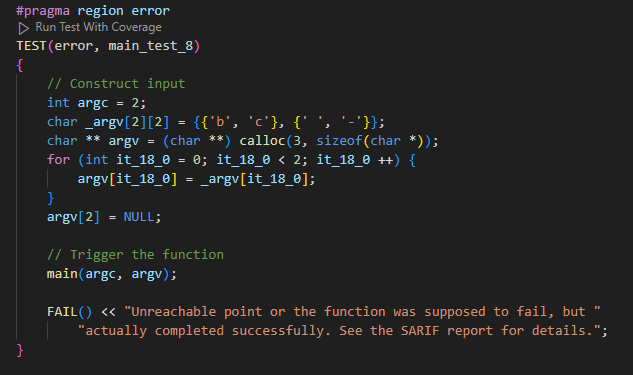 #pragma region error
Run Test With Coverage
TEST(error, main_test_8)
{
    // Construct input
    int argc = 2;
    char _argv[2][2] = {{'b', 'c'}, {' ', '-'}};
    char ** argv = (char **) calloc(3, sizeof(char *));
    for (int it_18_0 = 0; it_18_0 < 2; it_18_0 ++) {
        argv[it_18_0] = _argv[it_18_0];
    }
    argv[2] = NULL;

    // Trigger the function
    main(argc, argv);

    FAIL() << "Unreachable point or the function was supposed to fail, but "
        "actually completed successfully. See the SARIF report for details.";
}